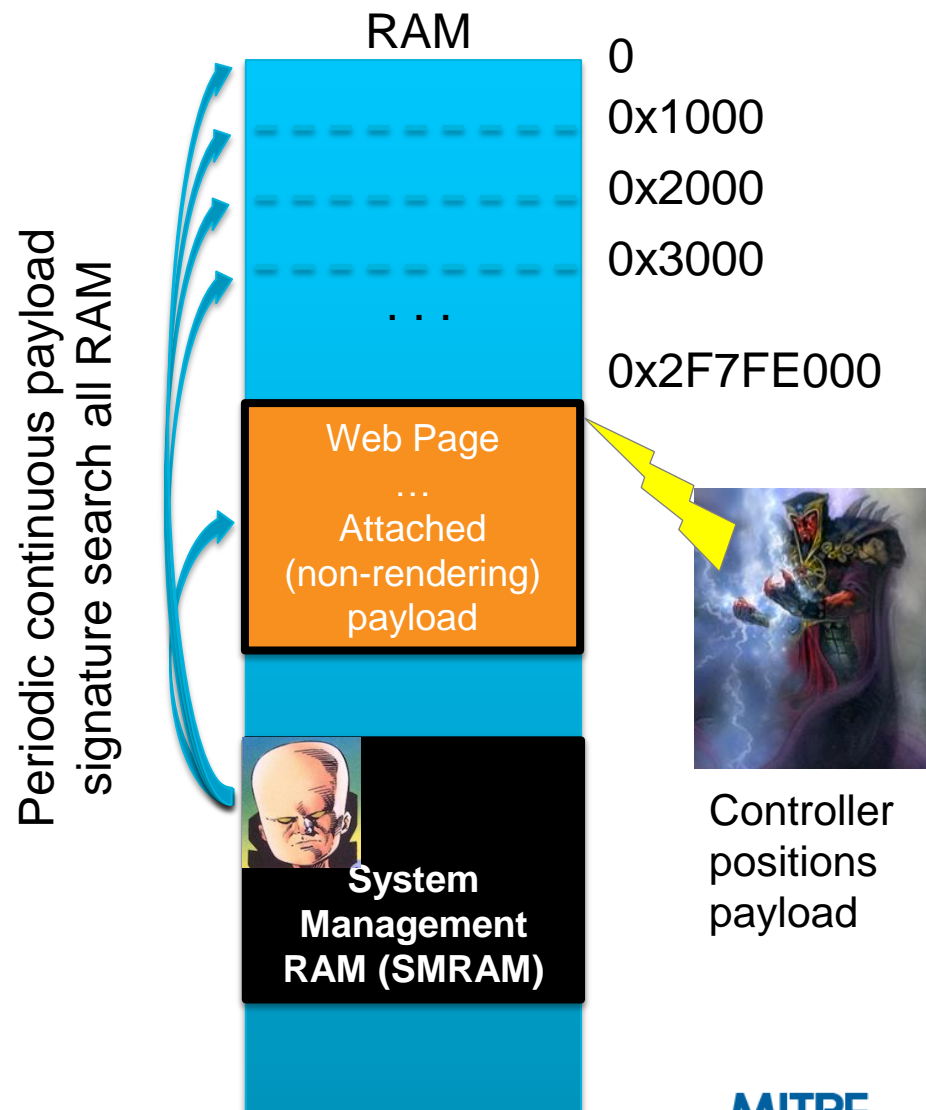 RAM
0
0x1000
0x2000
0x3000
. . .
0x2F7FE000
Periodic continuous payload
signature search all RAM
Web Page
…
Attached
(non-rendering)
payload
System
Management
RAM (SMRAM)
Controller
positions
payload
MITRE